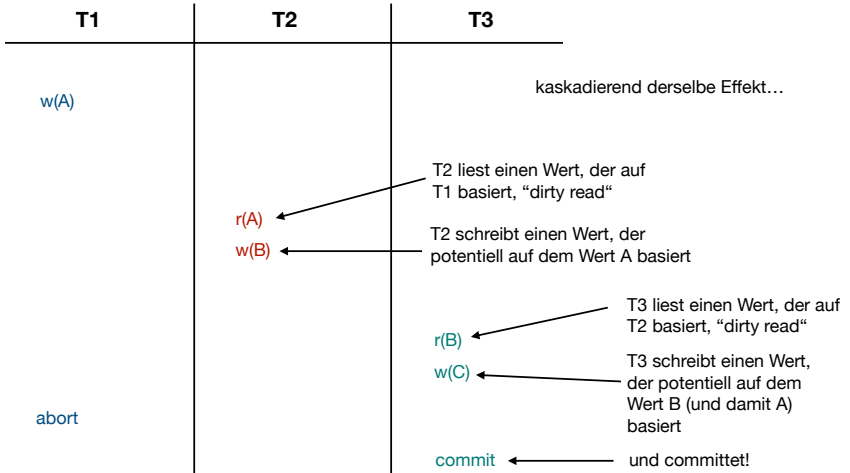 T1
T2
T3
w(A)
kaskadierend derselbe Effekt…
T2 liest einen Wert, der auf
T1 basiert, “dirty read“
r(A)
w(B)
T2 schreibt einen Wert, der
potentiell auf dem Wert A basiert
T3 liest einen Wert, der auf
T2 basiert, “dirty read“
r(B)
w(C)
T3 schreibt einen Wert,
der potentiell auf dem
Wert B (und damit A)
basiert
abort
commit
und committet!